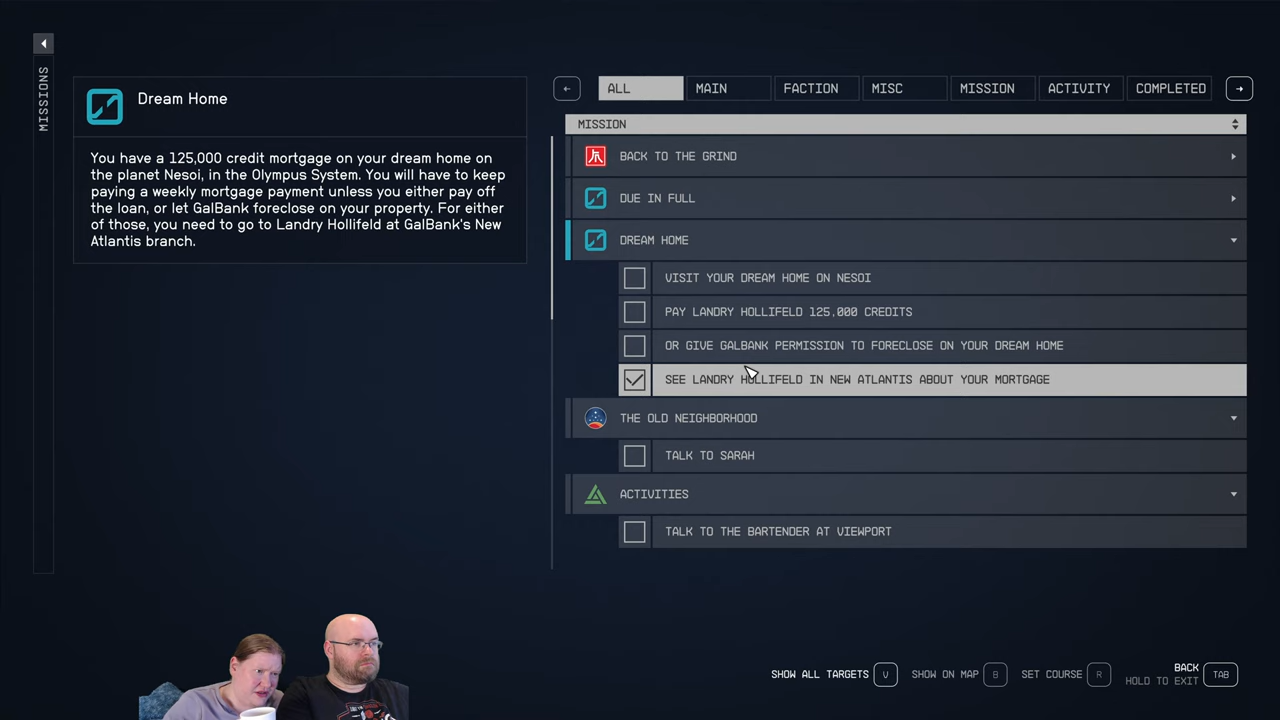 MISSIONS
Dream Home
You have a 125,000 credit mortgage on your dream home on
the planet Nesoi, in the Olympus System. You will have to keep
paying a weekly mortgage payment unless you either pay off
the loan, or let GalBank foreclose on your property. For either
of those, you need to go to Landry Hollifeld at GalBank's New
Atlantis branch.
ALL
MAIN
FACTION
MISC
MISSION
ACTIVITY
COMPLETED
MISSION
BACK TO THE GRIND
DUE IN FULL
DREAM HOME
VISIT YOUR DREAM HOME ON NESOI
PAY LANDRY HOLLIFELD 125,000 CREDITS
OR GIVE GALBANK PERMISSION TO FORECLOSE ON YOUR DREAM HOME
SEE LANDRY HOLLIFELD IN NEW ATLANTIS ABOUT YOUR MORTGAGE
THE OLD NEIGHBORHOOD
TALK TO SARAH
ACTIVITIES
TALK TO THE BARTENDER AT VIEWPORT
SHOW ALL TARGETS V
SHOW ON MAP B
SET COURSE R
BACK
HOLD TO EXIT TAB